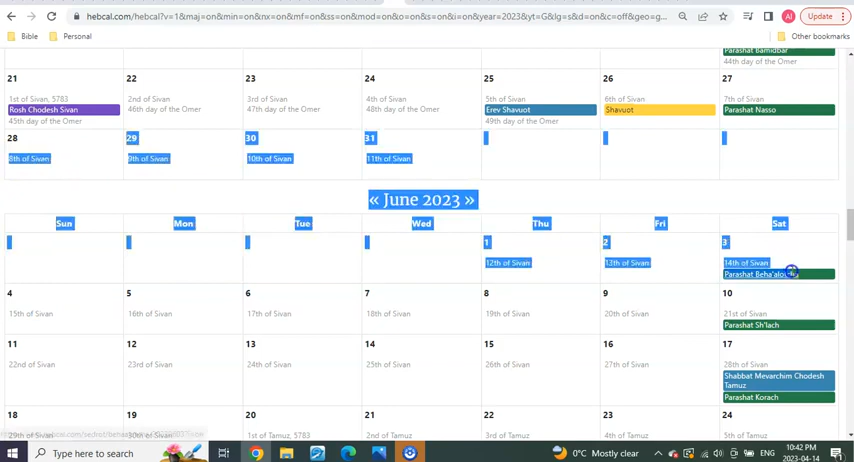 hebcal.com/hebcal?v=1&maj=on&min=on&nx=on&mf=on&ss=on&mod=on&o=on&s=on&i=on&year=2023&yt=G&lg=s&d=on&c=off&geo=g...
AI
Update
Bible
Personal
Other bookmarks
Parashat Bamidbar
44th day of the Omer
21 22 23 24 25 26 27
1st of Sivan, 5783 2nd of Sivan 3rd of Sivan 4th of Sivan 5th of Sivan 6th of Sivan 7th of Sivan
Rosh Chodesh Sivan 46th day of the Omer 47th day of the Omer 48th day of the Omer Erev Shavuot Shavuot Parashat Nasso
45th day of the Omer 49th day of the Omer
28 29 30 31
8th of Sivan 9th of Sivan 10th of Sivan 11th of Sivan
« June 2023 »
Sun Mon Tue Wed Thu Fri Sat
1 2 3
12th of Sivan 13th of Sivan 14th of Sivan
Parashat
4 5 6 7 8 9 10
15th of Sivan 16th of Sivan 17th of Sivan 18th of Sivan 19th of Sivan 20th of Sivan 21st of Sivan
Parashat Sh'lach
11 12 13 14 15 16 17
22nd of Sivan 23rd of Sivan 24th of Sivan 25th of Sivan 26th of Sivan 27th of Sivan 28th of Sivan
Shabbat Mevarchim Chodesh
Tamuz
Parashat Korach
18 19 20 21 22 23 24
1st of Tamuz, 5783 2nd of Tamuz 3rd of Tamuz 4th of Tamuz 5th of Tamuz
Type here to search
0°C Mostly clear
ENG
10:42 PM
2023-04-14